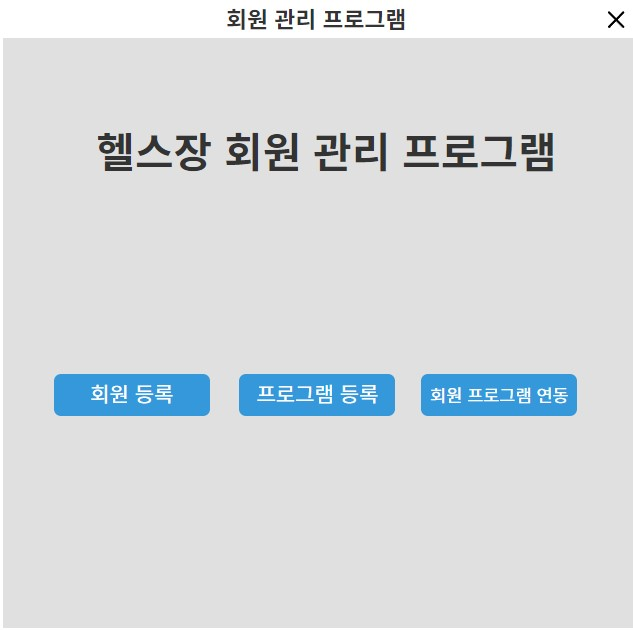 회원 관리 프로그램
헬스장 회원 관리 프로그램
회원 등록
프로그램 등록
회원 프로그램 연동